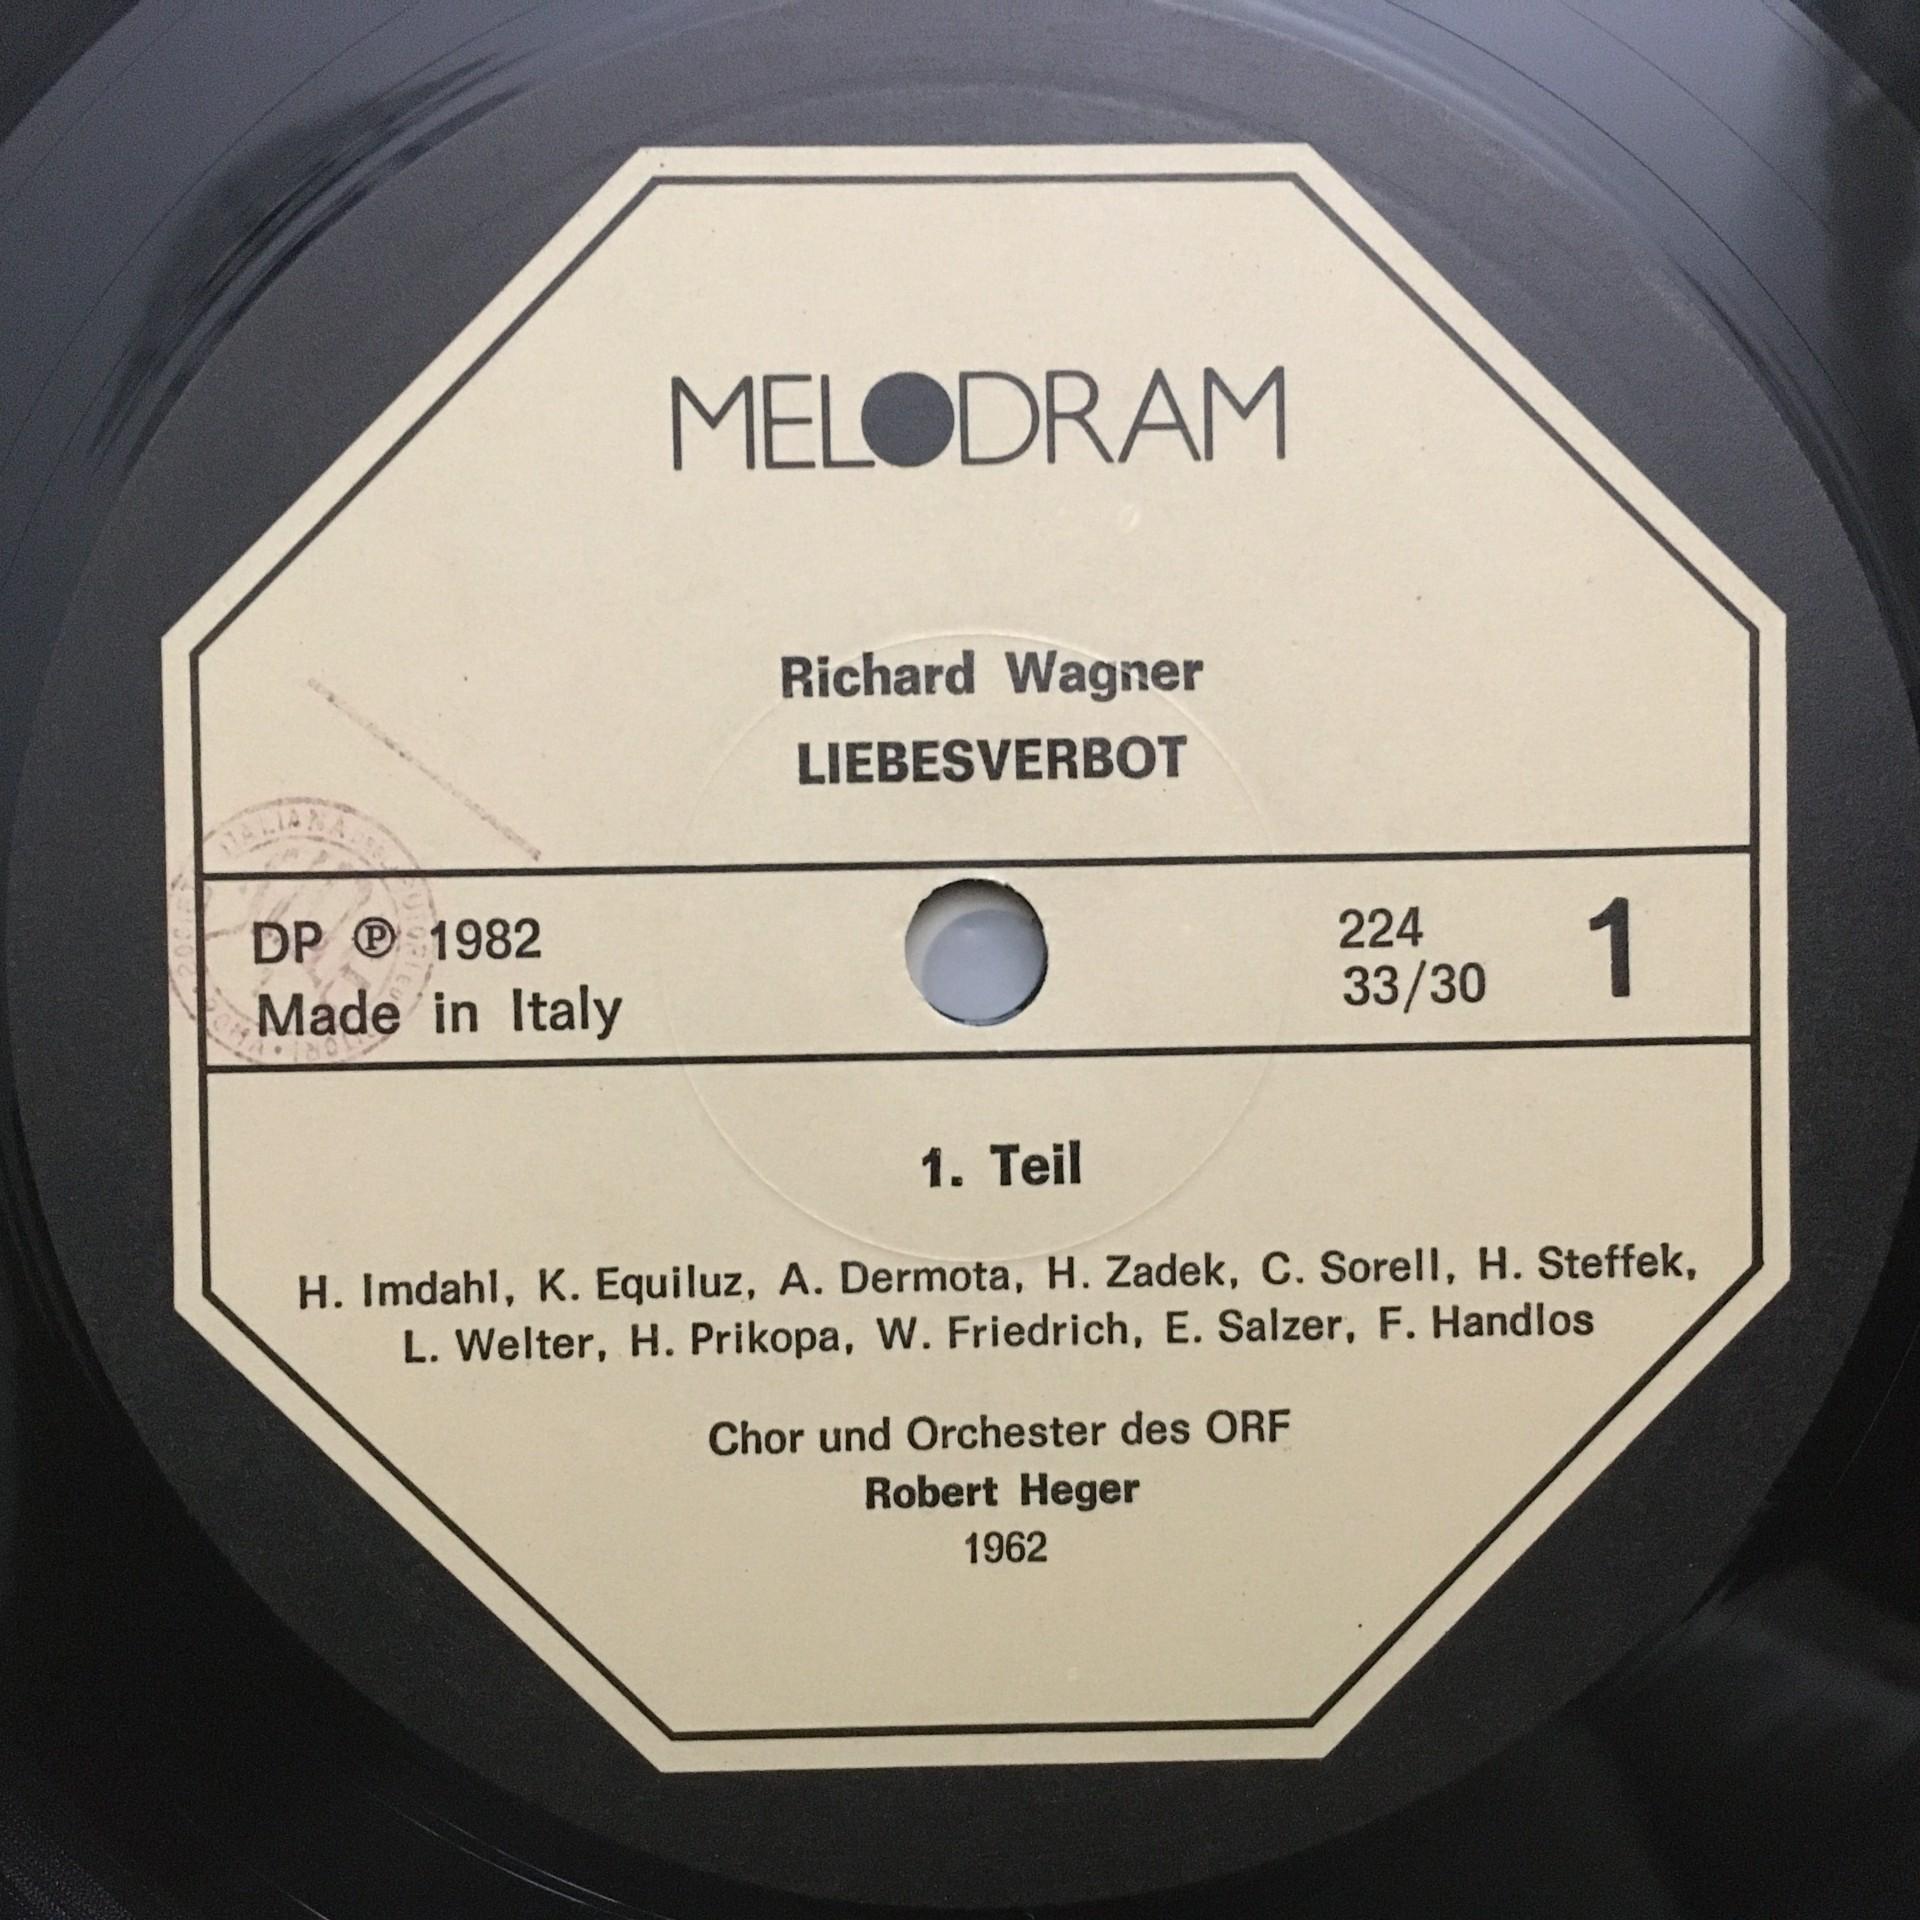 MELODRAM
Richard Wagner
LIEBESVERBOT
DP ℗ 1982
Made in Italy
224
33/30
1
1. Teil
H. Imdahl, K. Equiluz, A. Dermota, H. Zadek, C. Sorell, H. Steffek,
L. Welter, H. Prikopa, W. Friedrich, E. Salzer, F. Handlos
Chor und Orchester des ORF
Robert Heger
1962
ITALIANA